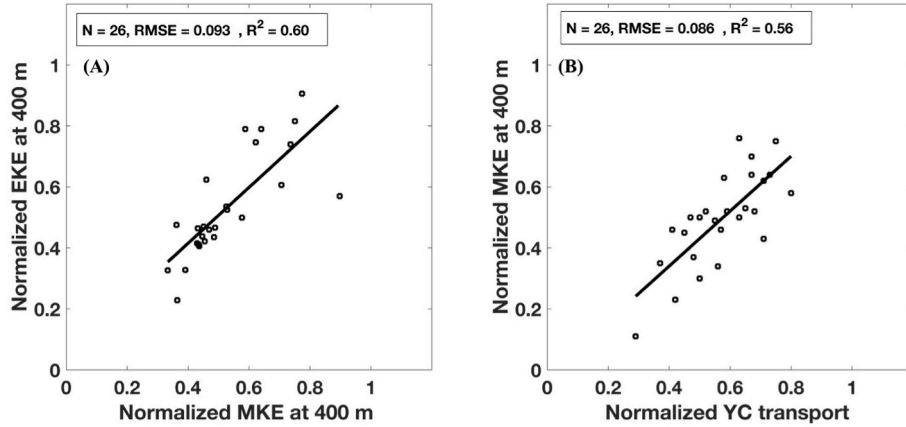 N = 26, RMSE = 0.093 , R² = 0.60
(A)
Normalized EKE at 400 m
1
0.8
0.6
0.4
0.2
0
0 0.2 0.4 0.6 0.8 1
Normalized MKE at 400 m
N = 26, RMSE = 0.086 , R² = 0.56
(B)
Normalized MKE at 400 m
1
0.8
0.6
0.4
0.2
0
0 0.2 0.4 0.6 0.8 1
Normalized YC transport